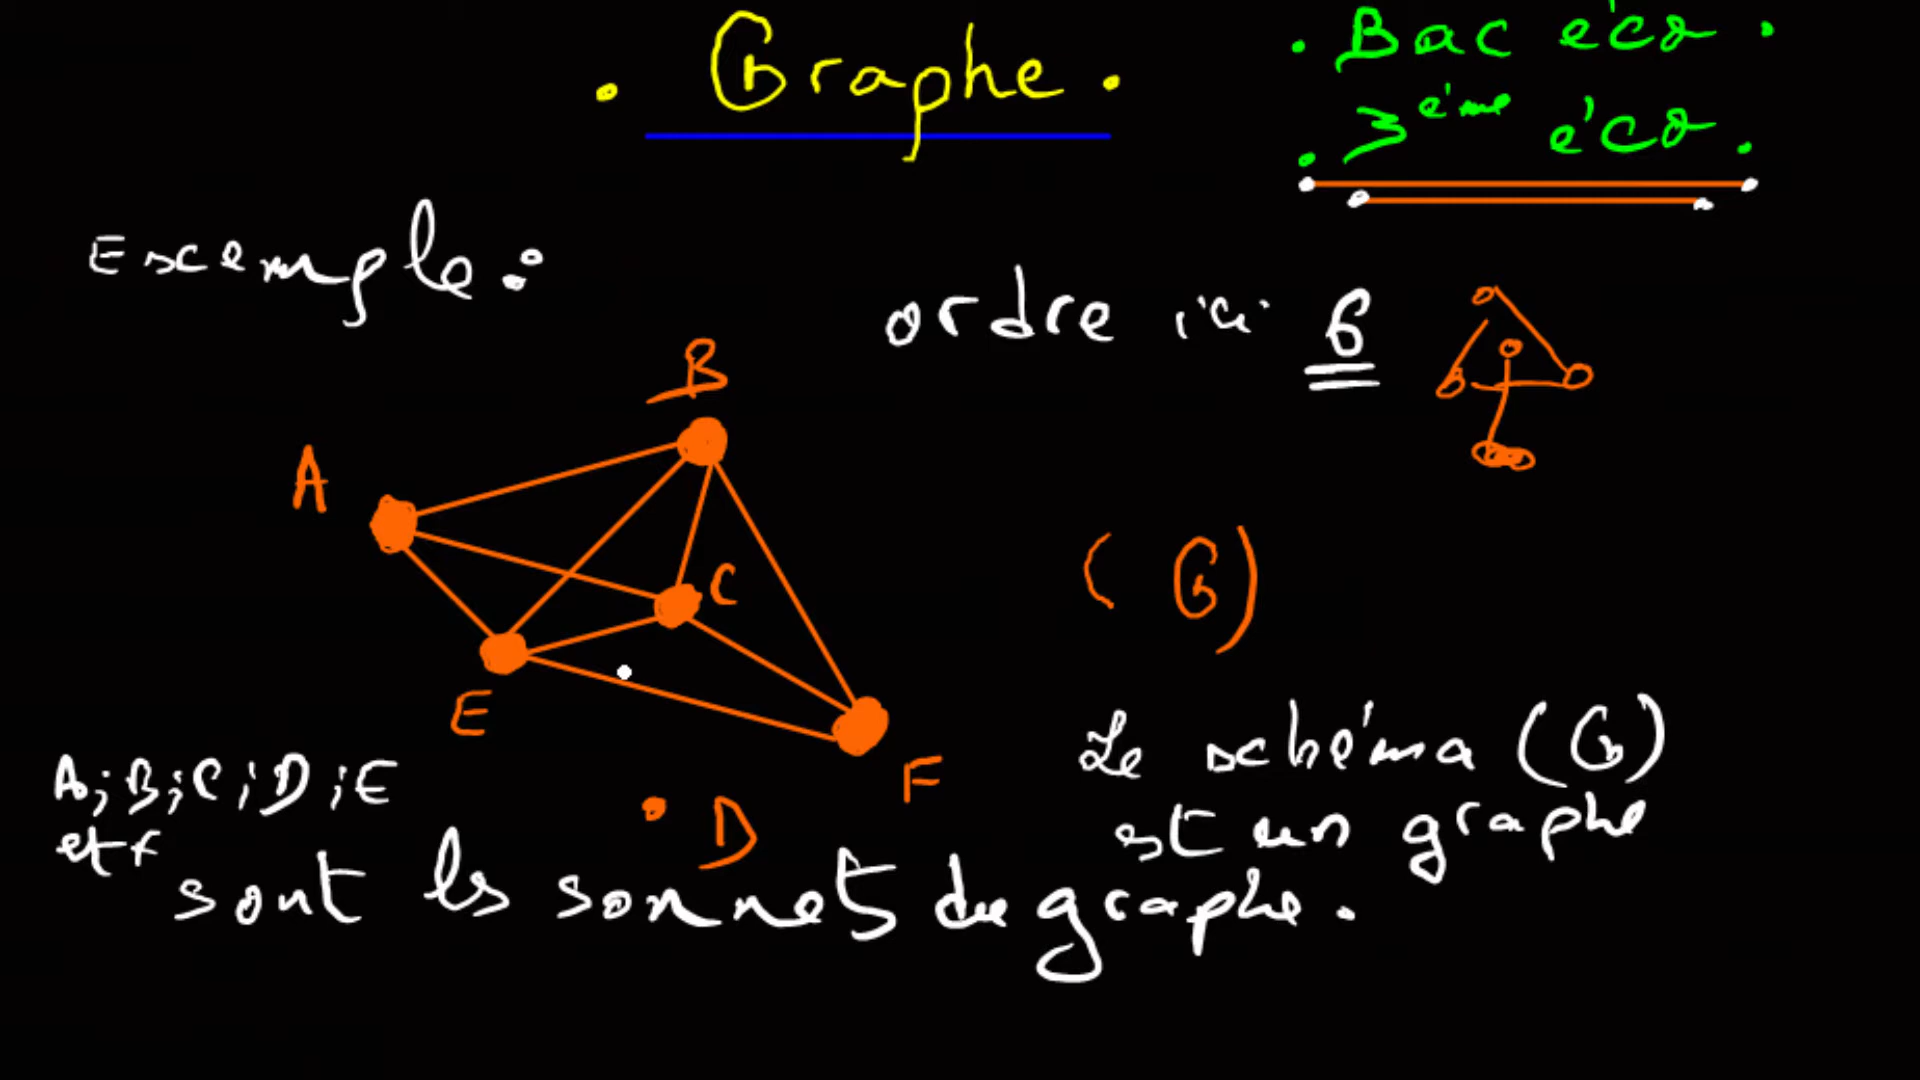 . Graphe .
. Bac éco .
. 3ème éco .
Exemple :
ordre ici 6
B
A
C
(G)
E
F
Le schéma (G)
est un graphe
A; B; C; D; E
et F
D
sont les sommets du graphe.